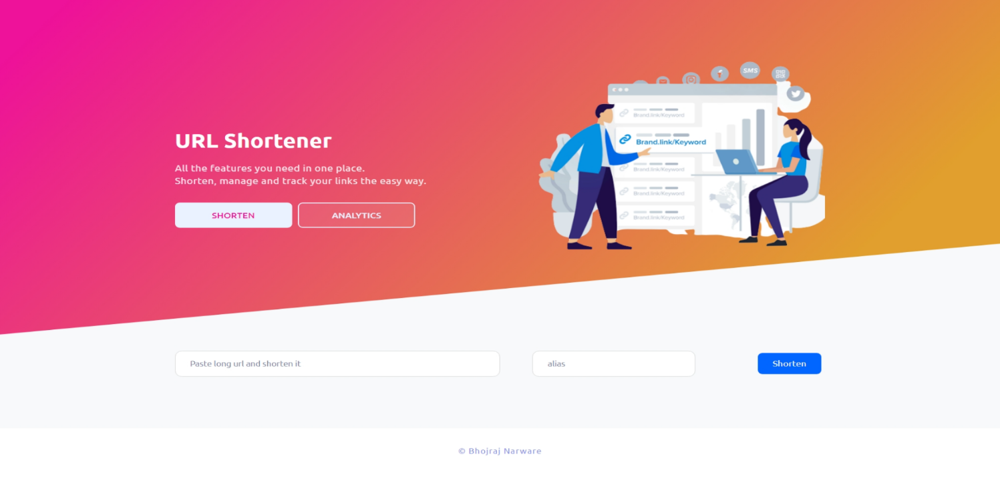 URL Shortener
All the features you need in one place.
Shorten, manage and track your links the easy way.
SHORTEN
ANALYTICS
SMS
Brand.link/Keyword
Brand.link/Keyword
Brand.link/Keyword
Brand.link/Keyword
Brand.link/Keyword
Paste long url and shorten it
alias
Shorten
© Bhojraj Narware